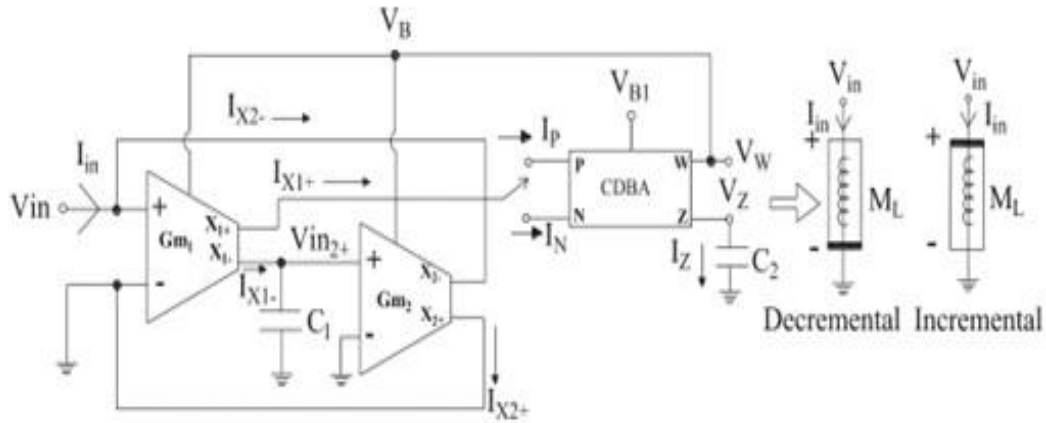 V_B
V_B1
I_X2-
I_P
I_in
I_X1+
Vin
+
-
Gm_1
X_1+
X_1-
Vin_2+
I_X1-
C_1
+
-
Gm_2
X_2-
X_2+
I_X2+
P
N
CDBA
W
Z
I_N
V_W
V_Z
I_Z
C_2
V_in
I_in
+
-
M_L
Decremental
V_in
I_in
+
-
M_L
Incremental